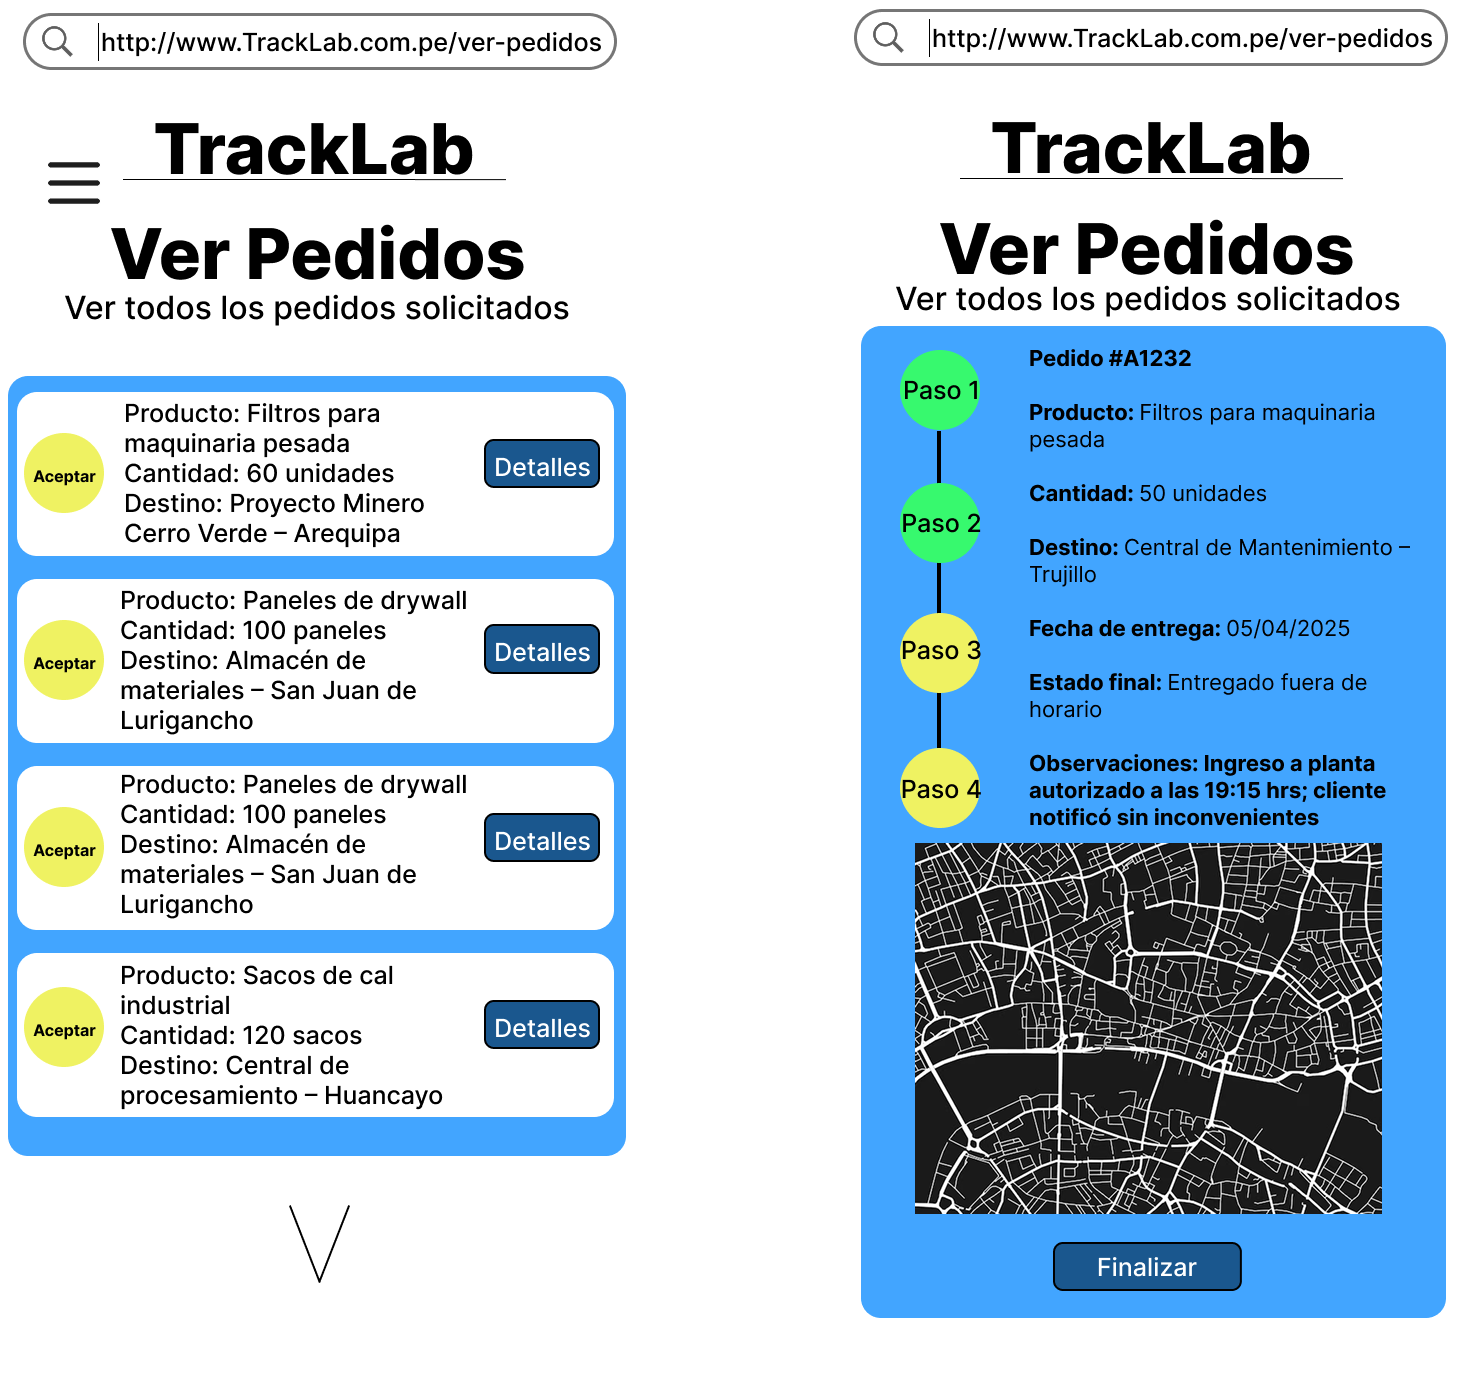 http://www.TrackLab.com.pe/ver-pedidos
TrackLab
Ver Pedidos
Ver todos los pedidos solicitados
Aceptar
Producto: Filtros para
maquinaria pesada
Cantidad: 60 unidades
Destino: Proyecto Minero
Cerro Verde – Arequipa
Detalles
Aceptar
Producto: Paneles de drywall
Cantidad: 100 paneles
Destino: Almacén de
materiales – San Juan de
Lurigancho
Detalles
Aceptar
Producto: Paneles de drywall
Cantidad: 100 paneles
Destino: Almacén de
materiales – San Juan de
Lurigancho
Detalles
Aceptar
Producto: Sacos de cal
industrial
Cantidad: 120 sacos
Destino: Central de
procesamiento – Huancayo
Detalles
http://www.TrackLab.com.pe/ver-pedidos
TrackLab
Ver Pedidos
Ver todos los pedidos solicitados
Paso 1
Paso 2
Paso 3
Paso 4
Pedido #A1232
Producto: Filtros para maquinaria
pesada
Cantidad: 50 unidades
Destino: Central de Mantenimiento –
Trujillo
Fecha de entrega: 05/04/2025
Estado final: Entregado fuera de
horario
Observaciones: Ingreso a planta
autorizado a las 19:15 hrs; cliente
notificó sin inconvenientes
Finalizar